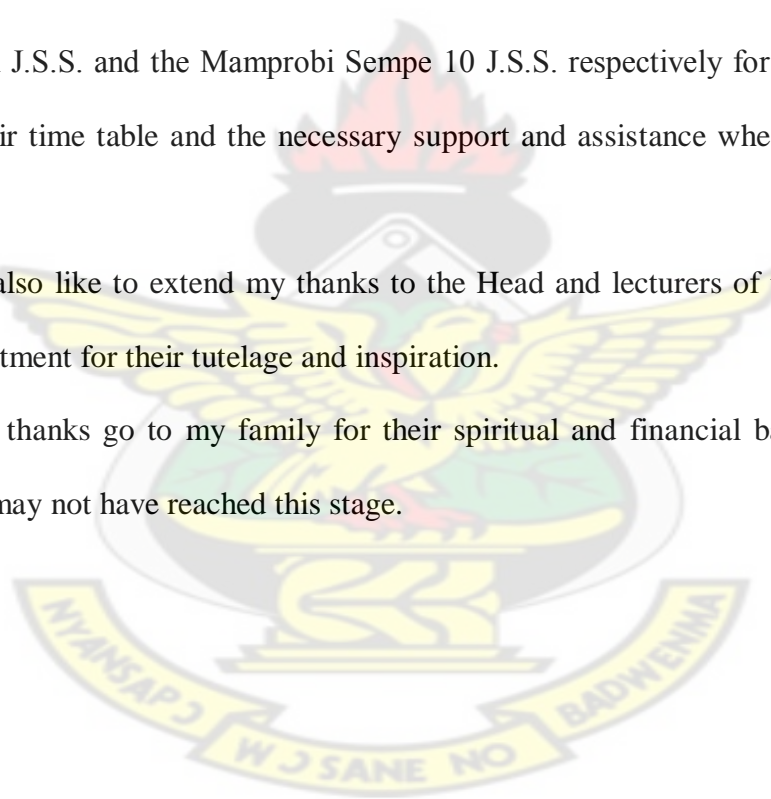 J.S.S. and the Mamprobi Sempe 10 J.S.S. respectively for
ir time table and the necessary support and assistance whe
also like to extend my thanks to the Head and lecturers of
tment for their tutelage and inspiration.
thanks go to my family for their spiritual and financial ba
may not have reached this stage.
NYANSAPƆ WƆ SANE NO BADWENMA